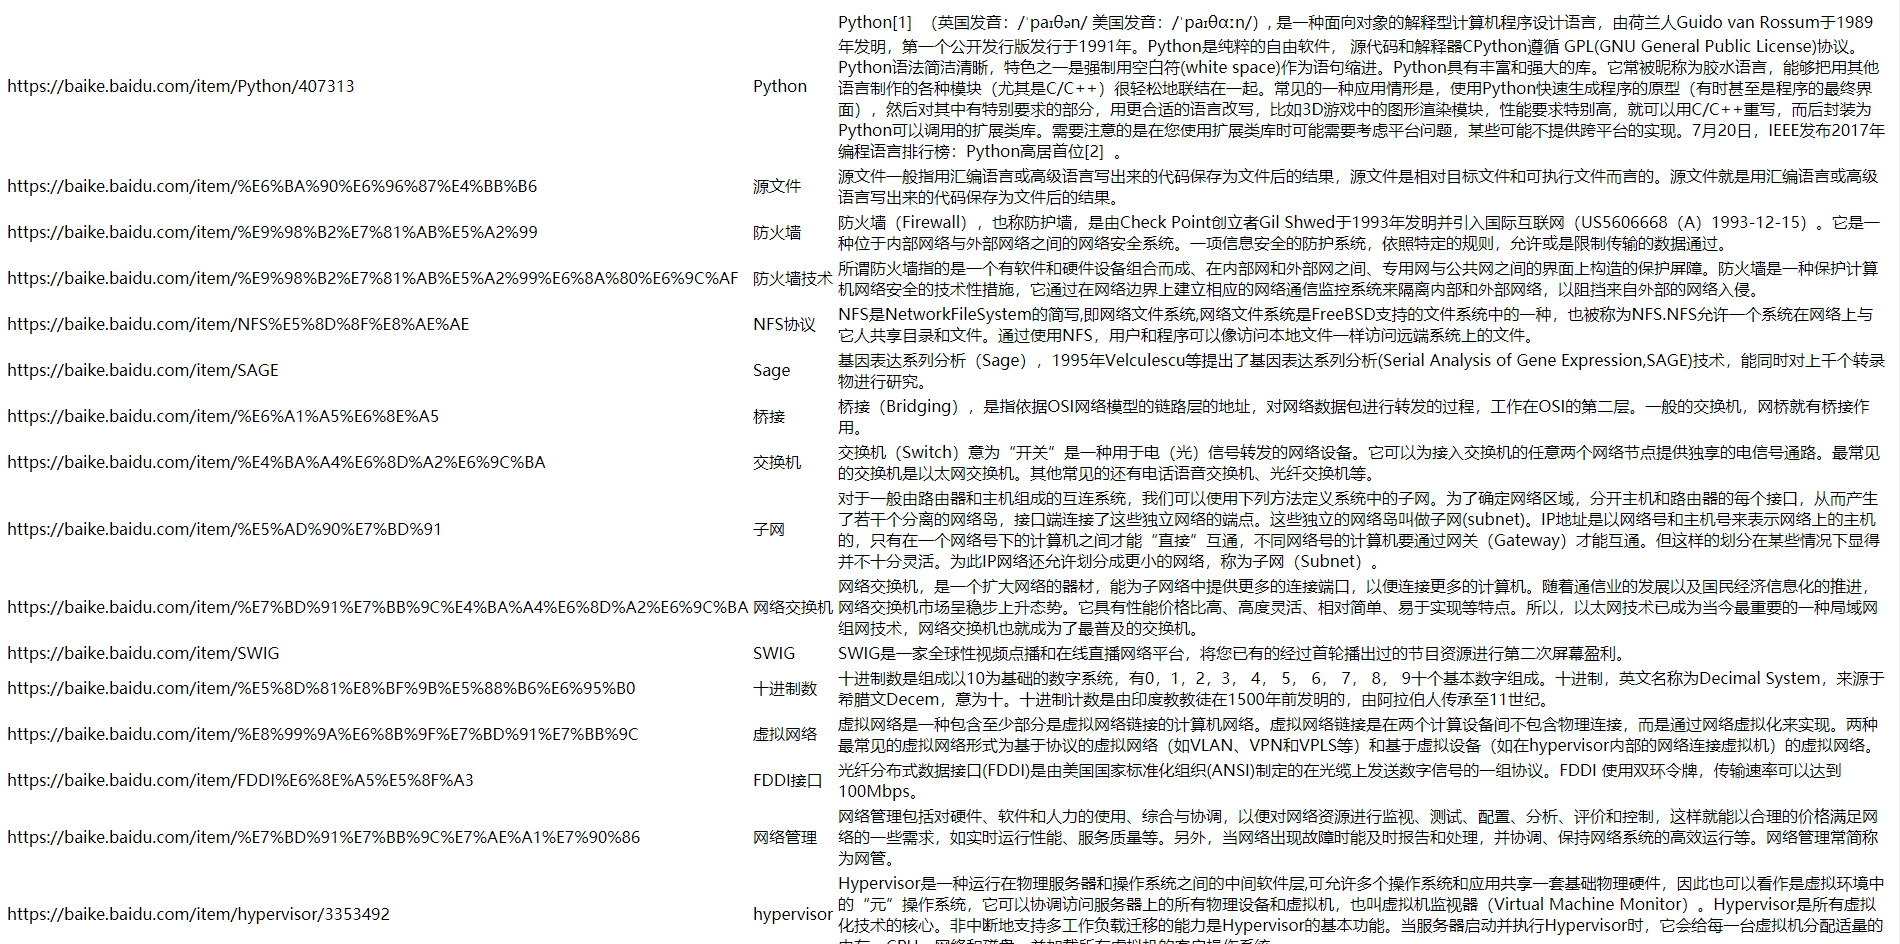 Python[1] （英国发音：/ˈpaɪθən/ 美国发音：/ˈpaɪθɑːn/）, 是一种面向对象的解释型计算机程序设计语言，由荷兰人Guido van Rossum于1989
年发明，第一个公开发行版发行于1991年。Python是纯粹的自由软件， 源代码和解释器CPython遵循 GPL(GNU General Public License)协议。
Python语法简洁清晰，特色之一是强制用空白符(white space)作为语句缩进。Python具有丰富和强大的库。它常被昵称为胶水语言，能够把用其他
https://baike.baidu.com/item/Python/407313 Python 语言制作的各种模块（尤其是C/C++）很轻松地联结在一起。常见的一种应用情形是，使用Python快速生成程序的原型（有时甚至是程序的最终界
面），然后对其中有特别要求的部分，用更合适的语言改写，比如3D游戏中的图形渲染模块，性能要求特别高，就可以用C/C++重写，而后封装为
Python可以调用的扩展类库。需要注意的是在您使用扩展类库时可能需要考虑平台问题，某些可能不提供跨平台的实现。7月20日，IEEE发布2017年
编程语言排行榜：Python高居首位[2] 。
https://baike.baidu.com/item/%E6%BA%90%E6%96%87%E4%BB%B6 源文件 源文件一般指用汇编语言或高级语言写出来的代码保存为文件后的结果，源文件是相对目标文件和可执行文件而言的。源文件就是用汇编语言或高级
语言写出来的代码保存为文件后的结果。
https://baike.baidu.com/item/%E9%98%B2%E7%81%AB%E5%A2%99 防火墙 防火墙（Firewall），也称防护墙，是由Check Point创立者Gil Shwed于1993年发明并引入国际互联网（US5606668（A）1993-12-15）。它是一
种位于内部网络与外部网络之间的网络安全系统。一项信息安全的防护系统，依照特定的规则，允许或是限制传输的数据通过。
https://baike.baidu.com/item/%E9%98%B2%E7%81%AB%E5%A2%99%E6%8A%80%E6%9C%AF 防火墙技术 所谓防火墙指的是一个有软件和硬件设备组合而成、在内部网和外部网之间、专用网与公共网之间的界面上构造的保护屏障。防火墙是一种保护计算
机网络安全的技术性措施，它通过在网络边界上建立相应的网络通信监控系统来隔离内部和外部网络，以阻挡来自外部的网络入侵。
https://baike.baidu.com/item/NFS%E5%8D%8F%E8%AE%AE NFS协议 NFS是NetworkFileSystem的简写,即网络文件系统,网络文件系统是FreeBSD支持的文件系统中的一种，也被称为NFS.NFS允许一个系统在网络上与
它人共享目录和文件。通过使用NFS，用户和程序可以像访问本地文件一样访问远端系统上的文件。
https://baike.baidu.com/item/SAGE Sage 基因表达系列分析（Sage），1995年Velculescu等提出了基因表达系列分析(Serial Analysis of Gene Expression,SAGE)技术，能同时对上千个转录
物进行研究。
https://baike.baidu.com/item/%E6%A1%A5%E6%8E%A5 桥接 桥接（Bridging），是指依据OSI网络模型的链路层的地址，对网络数据包进行转发的过程，工作在OSI的第二层。一般的交换机，网桥就有桥接作
用。
https://baike.baidu.com/item/%E4%BA%A4%E6%8D%A2%E6%9C%BA 交换机 交换机（Switch）意为“开关”是一种用于电（光）信号转发的网络设备。它可以为接入交换机的任意两个网络节点提供独享的电信号通路。最常见
的交换机是以太网交换机。其他常见的还有电话语音交换机、光纤交换机等。
对于一般由路由器和主机组成的互连系统，我们可以使用下列方法定义系统中的子网。为了确定网络区域，分开主机和路由器的每个接口，从而产生
https://baike.baidu.com/item/%E5%AD%90%E7%BD%91 子网 了若干个分离的网络岛，接口端连接了这些独立网络的端点。这些独立的网络岛叫做子网(subnet)。IP地址是以网络号和主机号来表示网络上的主机
的，只有在一个网络号下的计算机之间才能“直接”互通，不同网络号的计算机要通过网关（Gateway）才能互通。但这样的划分在某些情况下显得
并不十分灵活。为此IP网络还允许划分成更小的网络，称为子网（Subnet）。
网络交换机，是一个扩大网络的器材，能为子网络中提供更多的连接端口，以便连接更多的计算机。随着通信业的发展以及国民经济信息化的推进，
https://baike.baidu.com/item/%E7%BD%91%E7%BB%9C%E4%BA%A4%E6%8D%A2%E6%9C%BA 网络交换机 网络交换机市场呈稳步上升态势。它具有性能价格比高、高度灵活、相对简单、易于实现等特点。所以，以太网技术已成为当今最重要的一种局域网
组网技术，网络交换机也就成为了最普及的交换机。
https://baike.baidu.com/item/SWIG SWIG SWIG是一家全球性视频点播和在线直播网络平台，将您已有的经过首轮播出过的节目资源进行第二次屏幕盈利。
https://baike.baidu.com/item/%E5%8D%81%E8%BF%9B%E5%88%B6%E6%95%B0 十进制数 十进制数是组成以10为基础的数字系统，有0，1，2，3， 4， 5， 6， 7， 8， 9十个基本数字组成。十进制，英文名称为Decimal System，来源于
希腊文Decem，意为十。十进制计数是由印度教教徒在1500年前发明的，由阿拉伯人传承至11世纪。
https://baike.baidu.com/item/%E8%99%9A%E6%8B%9F%E7%BD%91%E7%BB%9C 虚拟网络 虚拟网络是一种包含至少部分是虚拟网络链接的计算机网络。虚拟网络链接是在两个计算设备间不包含物理连接，而是通过网络虚拟化来实现。两种
最常见的虚拟网络形式为基于协议的虚拟网络（如VLAN、VPN和VPLS等）和基于虚拟设备（如在hypervisor内部的网络连接虚拟机）的虚拟网络。
https://baike.baidu.com/item/FDDI%E6%8E%A5%E5%8F%A3 FDDI接口 光纤分布式数据接口(FDDI)是由美国国家标准化组织(ANSI)制定的在光缆上发送数字信号的一组协议。FDDI 使用双环令牌，传输速率可以达到
100Mbps。
网络管理包括对硬件、软件和人力的使用、综合与协调，以便对网络资源进行监视、测试、配置、分析、评价和控制，这样就能以合理的价格满足网
https://baike.baidu.com/item/%E7%BD%91%E7%BB%9C%E7%AE%A1%E7%90%86 网络管理 络的一些需求，如实时运行性能、服务质量等。另外，当网络出现故障时能及时报告和处理，并协调、保持网络系统的高效运行等。网络管理常简称
为网管。
Hypervisor是一种运行在物理服务器和操作系统之间的中间软件层,可允许多个操作系统和应用共享一套基础物理硬件，因此也可以看作是虚拟环境中
https://baike.baidu.com/item/hypervisor/3353492 hypervisor 的“元”操作系统，它可以协调访问服务器上的所有物理设备和虚拟机，也叫虚拟机监视器（Virtual Machine Monitor）。Hypervisor是所有虚拟
化技术的核心。非中断地支持多工作负载迁移的能力是Hypervisor的基本功能。当服务器启动并执行Hypervisor时，它会给每一台虚拟机分配适量的